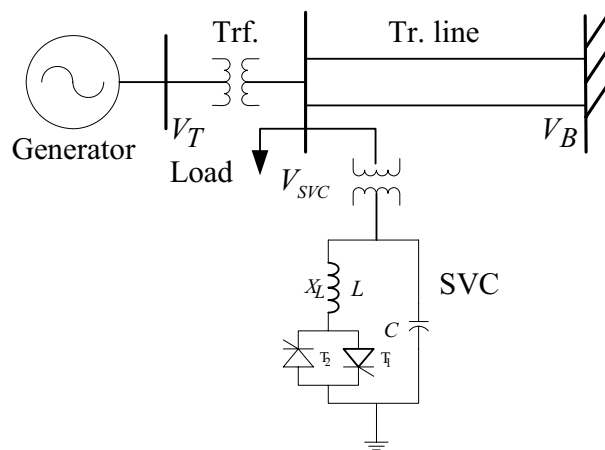 Trf.
Tr. line
V_T
V_B
Generator
Load
V_SVC
X_L
L
SVC
C
T_2
T_1